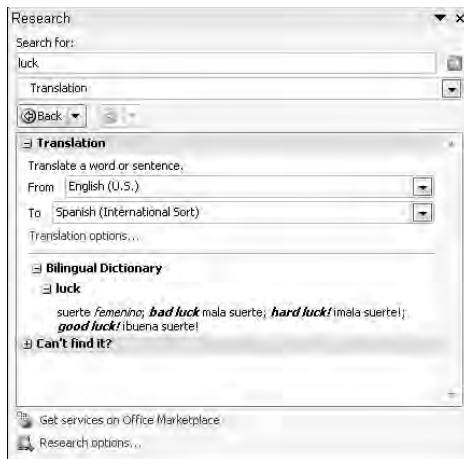 Research
Search for:
luck
Translation
Back
Translation
Translate a word or sentence.
From English (U.S.)
To Spanish (International Sort)
Translation options...
Bilingual Dictionary
luck
suerte femenino; bad luck mala suerte; hard luck! ¡mala suerte!;
good luck! ¡buena suerte!
Can't find it?
Get services on Office Marketplace
Research options...